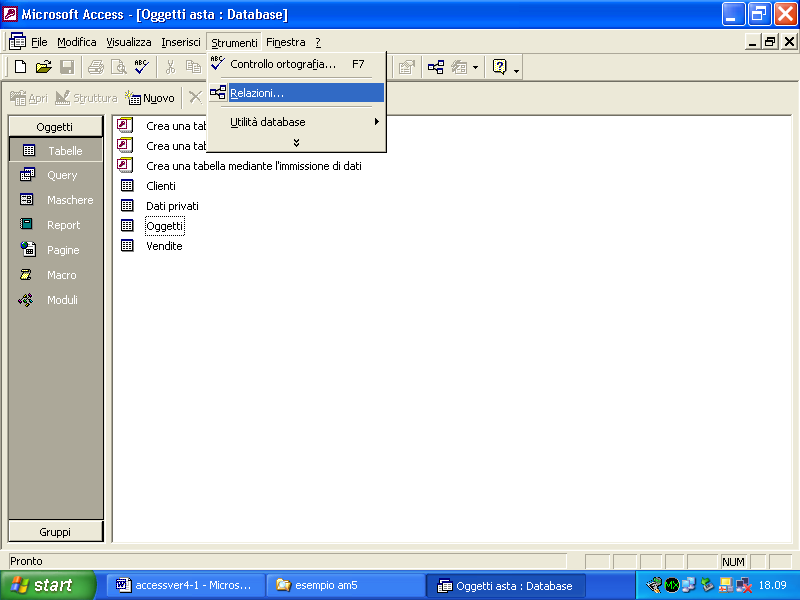 Microsoft Access - [Oggetti asta : Database]
File Modifica Visualizza Inserisci Strumenti Finestra ?
Controllo ortografia... F7
Relazioni...
Utilità database
Apri Struttura Nuovo
Oggetti
Tabelle
Query
Maschere
Report
Pagine
Macro
Moduli
Gruppi
Crea una tab
Crea una tab
Crea una tabella mediante l'immissione di dati
Clienti
Dati privati
Oggetti
Vendite
Pronto
NUM
start
accessver4-1 - Micros...
esempio am5
Oggetti asta : Database
18.09